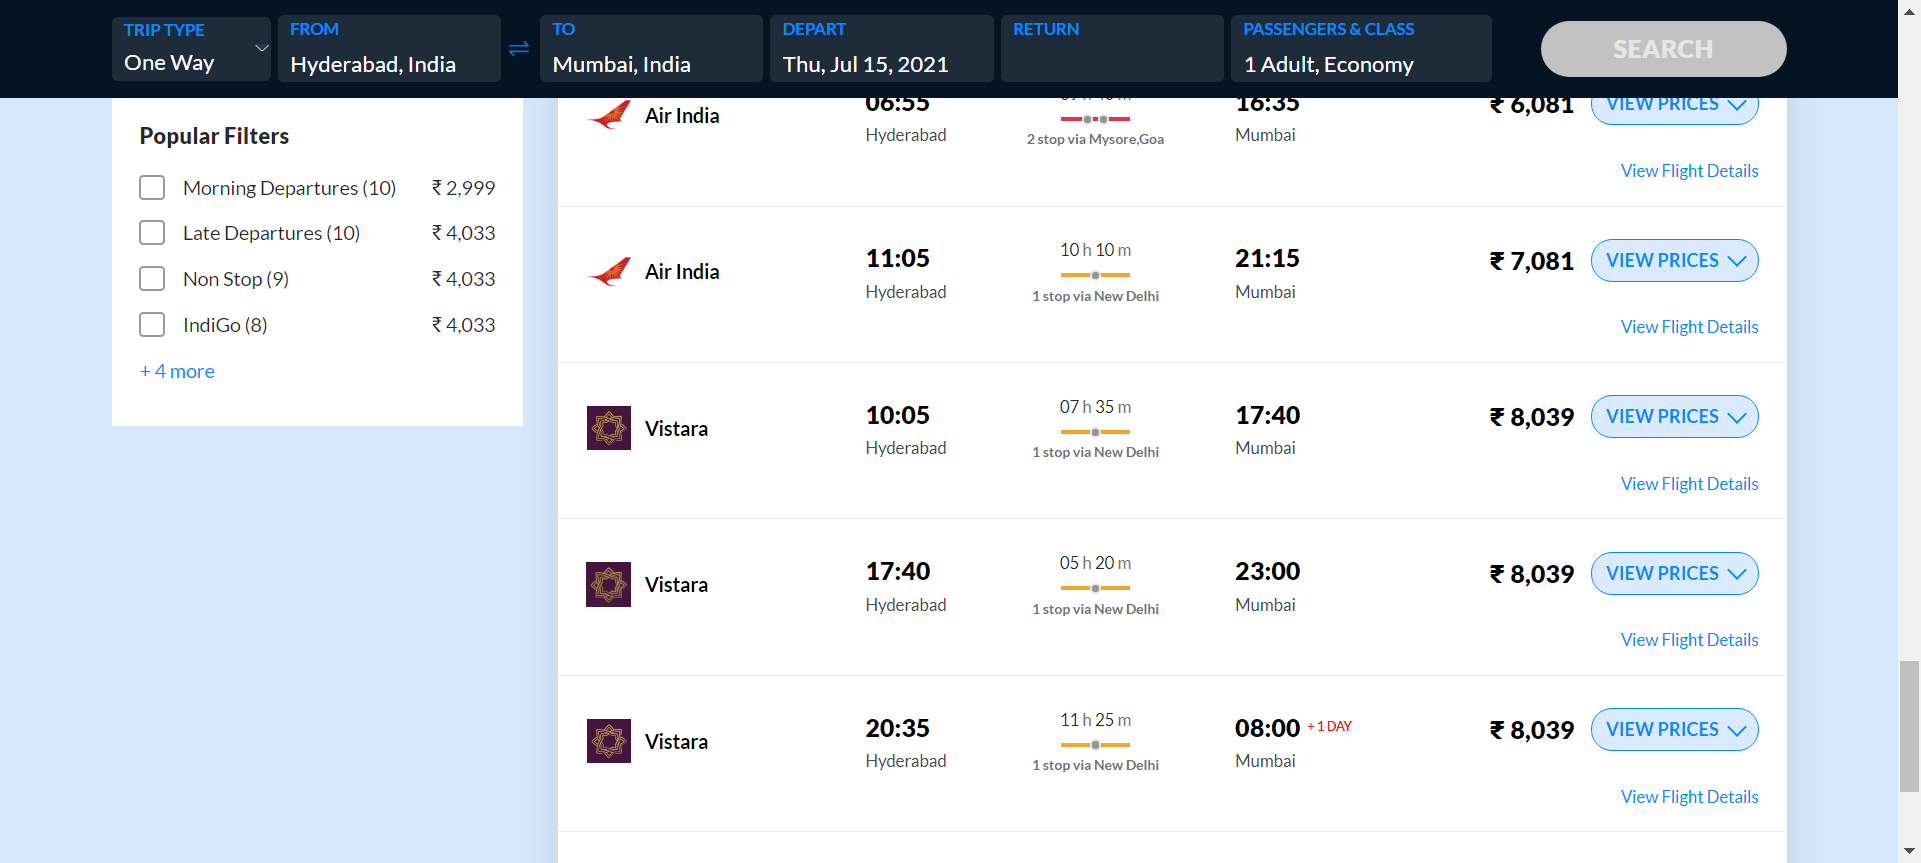 TRIP TYPE
One Way
FROM
Hyderabad, India
TO
Mumbai, India
DEPART
Thu, Jul 15, 2021
RETURN
PASSENGERS & CLASS
1 Adult, Economy
SEARCH
Popular Filters
Morning Departures (10) ₹ 2,999
Late Departures (10) ₹ 4,033
Non Stop (9) ₹ 4,033
IndiGo (8) ₹ 4,033
+ 4 more
Air India
06:55
Hyderabad
2 stop via Mysore,Goa
16:35
Mumbai
₹ 6,081
VIEW PRICES
View Flight Details
Air India
11:05
Hyderabad
10 h 10 m
1 stop via New Delhi
21:15
Mumbai
₹ 7,081
VIEW PRICES
View Flight Details
Vistara
10:05
Hyderabad
07 h 35 m
1 stop via New Delhi
17:40
Mumbai
₹ 8,039
VIEW PRICES
View Flight Details
Vistara
17:40
Hyderabad
05 h 20 m
1 stop via New Delhi
23:00
Mumbai
₹ 8,039
VIEW PRICES
View Flight Details
Vistara
20:35
Hyderabad
11 h 25 m
1 stop via New Delhi
08:00 + 1 DAY
Mumbai
₹ 8,039
VIEW PRICES
View Flight Details